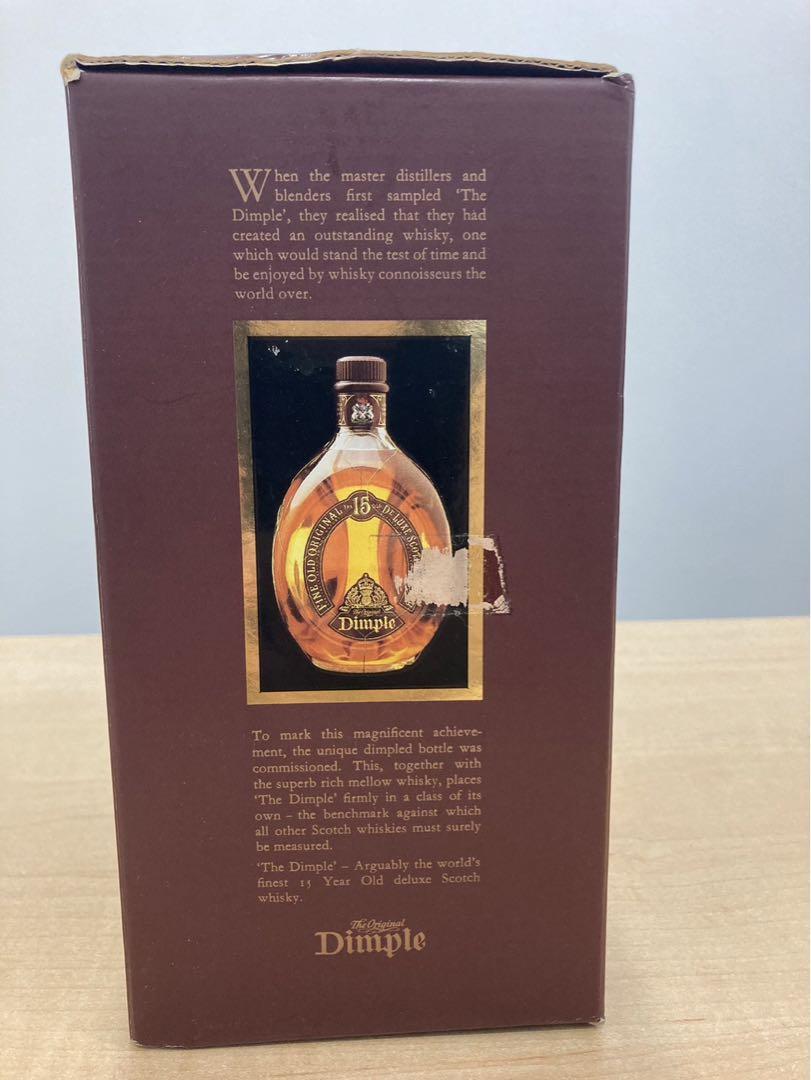 When the master distillers and
blenders first sampled ‘The
Dimple’, they realised that they had
created an outstanding whisky, one
which would stand the test of time and
be enjoyed by whisky connoisseurs the
world over.
FINE OLD ORIGINAL 15 DE LUXE
The Original
Dimple
To mark this magnificent achieve-
ment, the unique dimpled bottle was
commissioned. This, together with
the superb rich mellow whisky, places
‘The Dimple’ firmly in a class of its
own – the benchmark against which
all other Scotch whiskies must surely
be measured.
‘The Dimple’ – Arguably the world’s
finest 15 Year Old deluxe Scotch
whisky.
The Original
Dimple